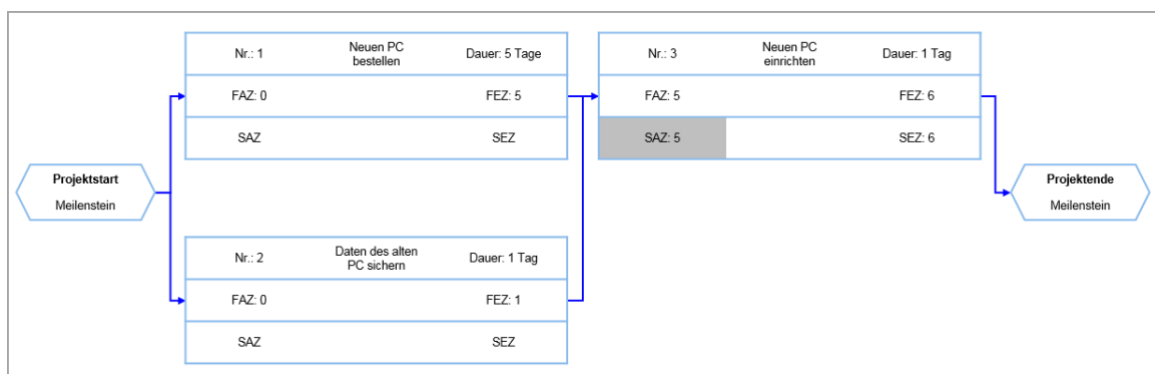 Nr.: 1
Neuen PC
bestellen
Dauer: 5 Tage
FAZ: 0
FEZ: 5
SAZ
SEZ
Nr.: 3
Neuen PC
einrichten
Dauer: 1 Tag
FAZ: 5
FEZ: 6
SAZ: 5
SEZ: 6
Projektstart
Meilenstein
Projektende
Meilenstein
Nr.: 2
Daten des alten
PC sichern
Dauer: 1 Tag
FAZ: 0
FEZ: 1
SAZ
SEZ